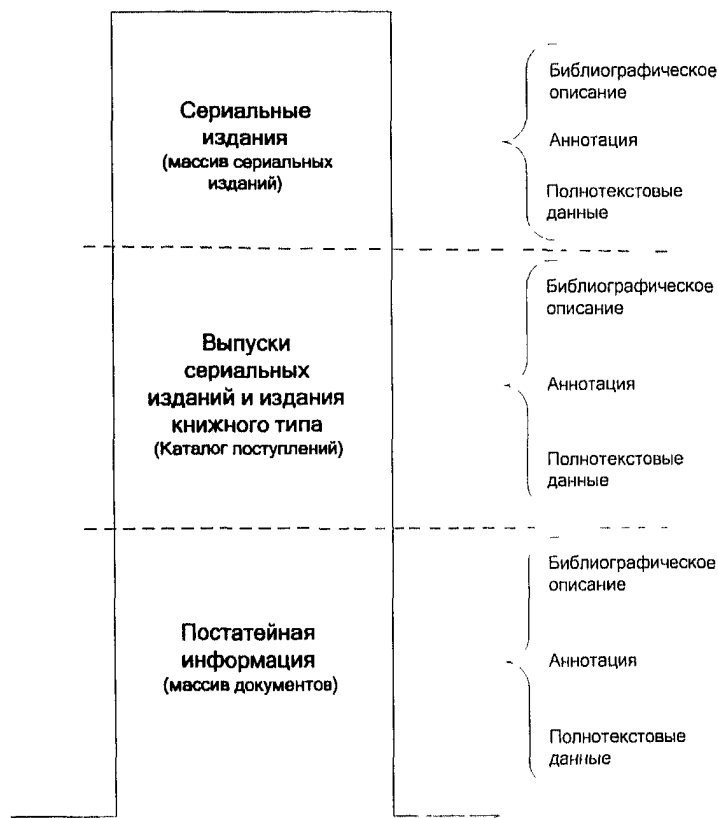 Сериальные
издания
(массив сериальных
изданий)
Библиографическое
описание
Аннотация
Полнотекстовые
данные
Выпуски
сериальных
изданий и издания
книжного типа
(Каталог поступлений)
Библиографическое
описание
Аннотация
Полнотекстовые
данные
Постатейная
информация
(массив документов)
Библиографическое
описание
Аннотация
Полнотекстовые
данные